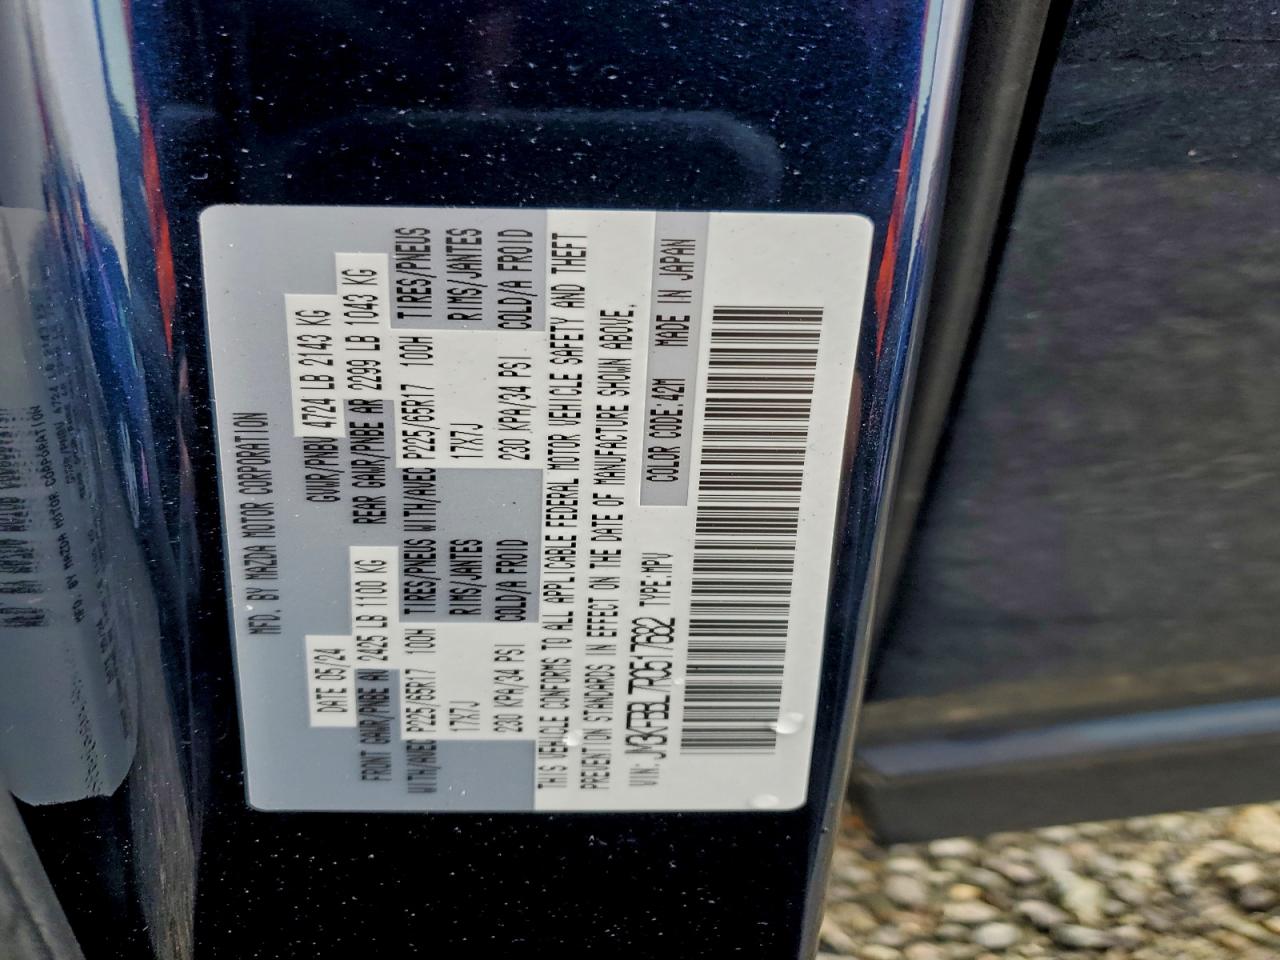 MFD. BY MAZDA MOTOR CORPORATION
DATE 05/24 GVWR/PNBV 4724 LB 2143 KG
FRONT GAWR/PNBE AV 2425 LB 1100 KG REAR GAWR/PNBE AR 2299 LB 1043 KG
WITH/AVEC P225/65R17 100H TIRES/PNEUS WITH/AVEC P225/65R17 100H TIRES/PNEUS
17X7J RIMS/JANTES 17X7J RIMS/JANTES
230 KPA/34 PSI COLD/A FROID 230 KPA/34 PSI COLD/A FROID
THIS VEHICLE CONFORMS TO ALL APPLICABLE FEDERAL MOTOR VEHICLE SAFETY AND THEFT
PREVENTION STANDARDS IN EFFECT ON THE DATE OF MANUFACTURE SHOWN ABOVE.
VIN: JM3KFBBL7R0517682 TYPE:MPV COLOR CODE:42M MADE IN JAPAN